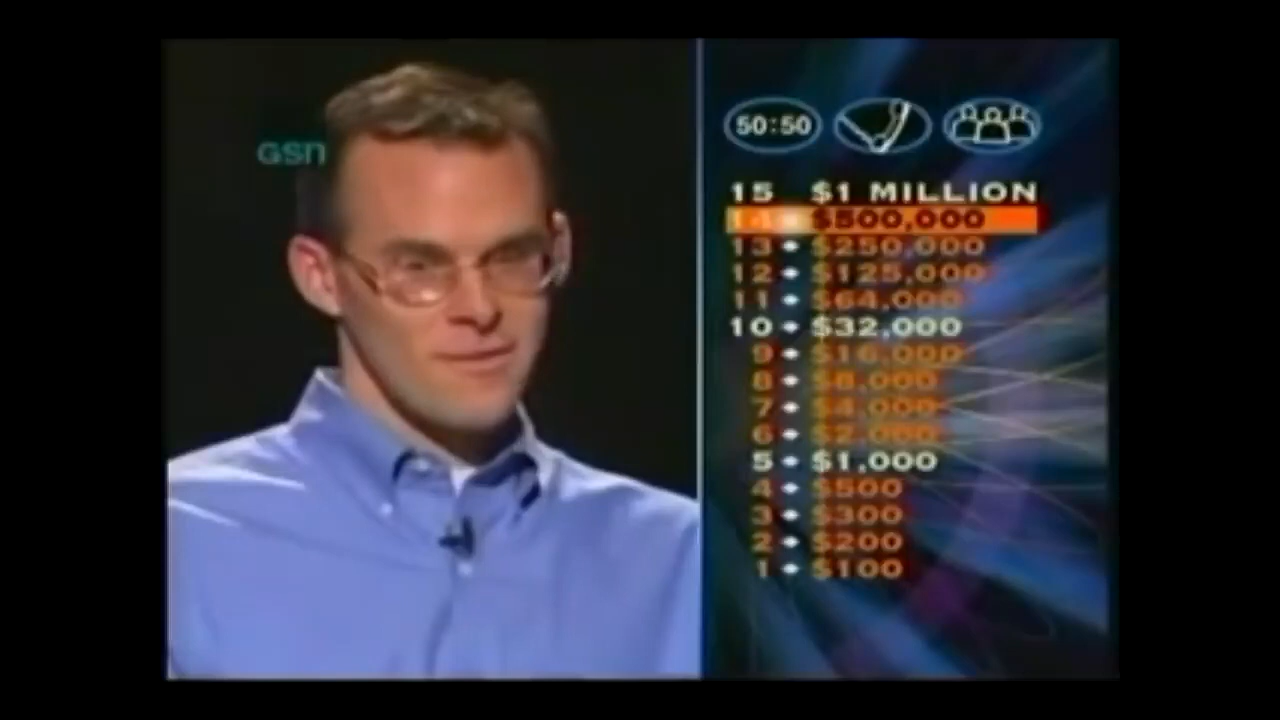 GSN
50:50
15 $1 MILLION
14 ♦ $500,000
13 ♦ $250,000
12 ♦ $125,000
11 ♦ $64,000
10 ♦ $32,000
9 ♦ $16,000
8 ♦ $8,000
7 ♦ $4,000
6 ♦ $2,000
5 ♦ $1,000
4 ♦ $500
3 ♦ $300
2 ♦ $200
1 ♦ $100